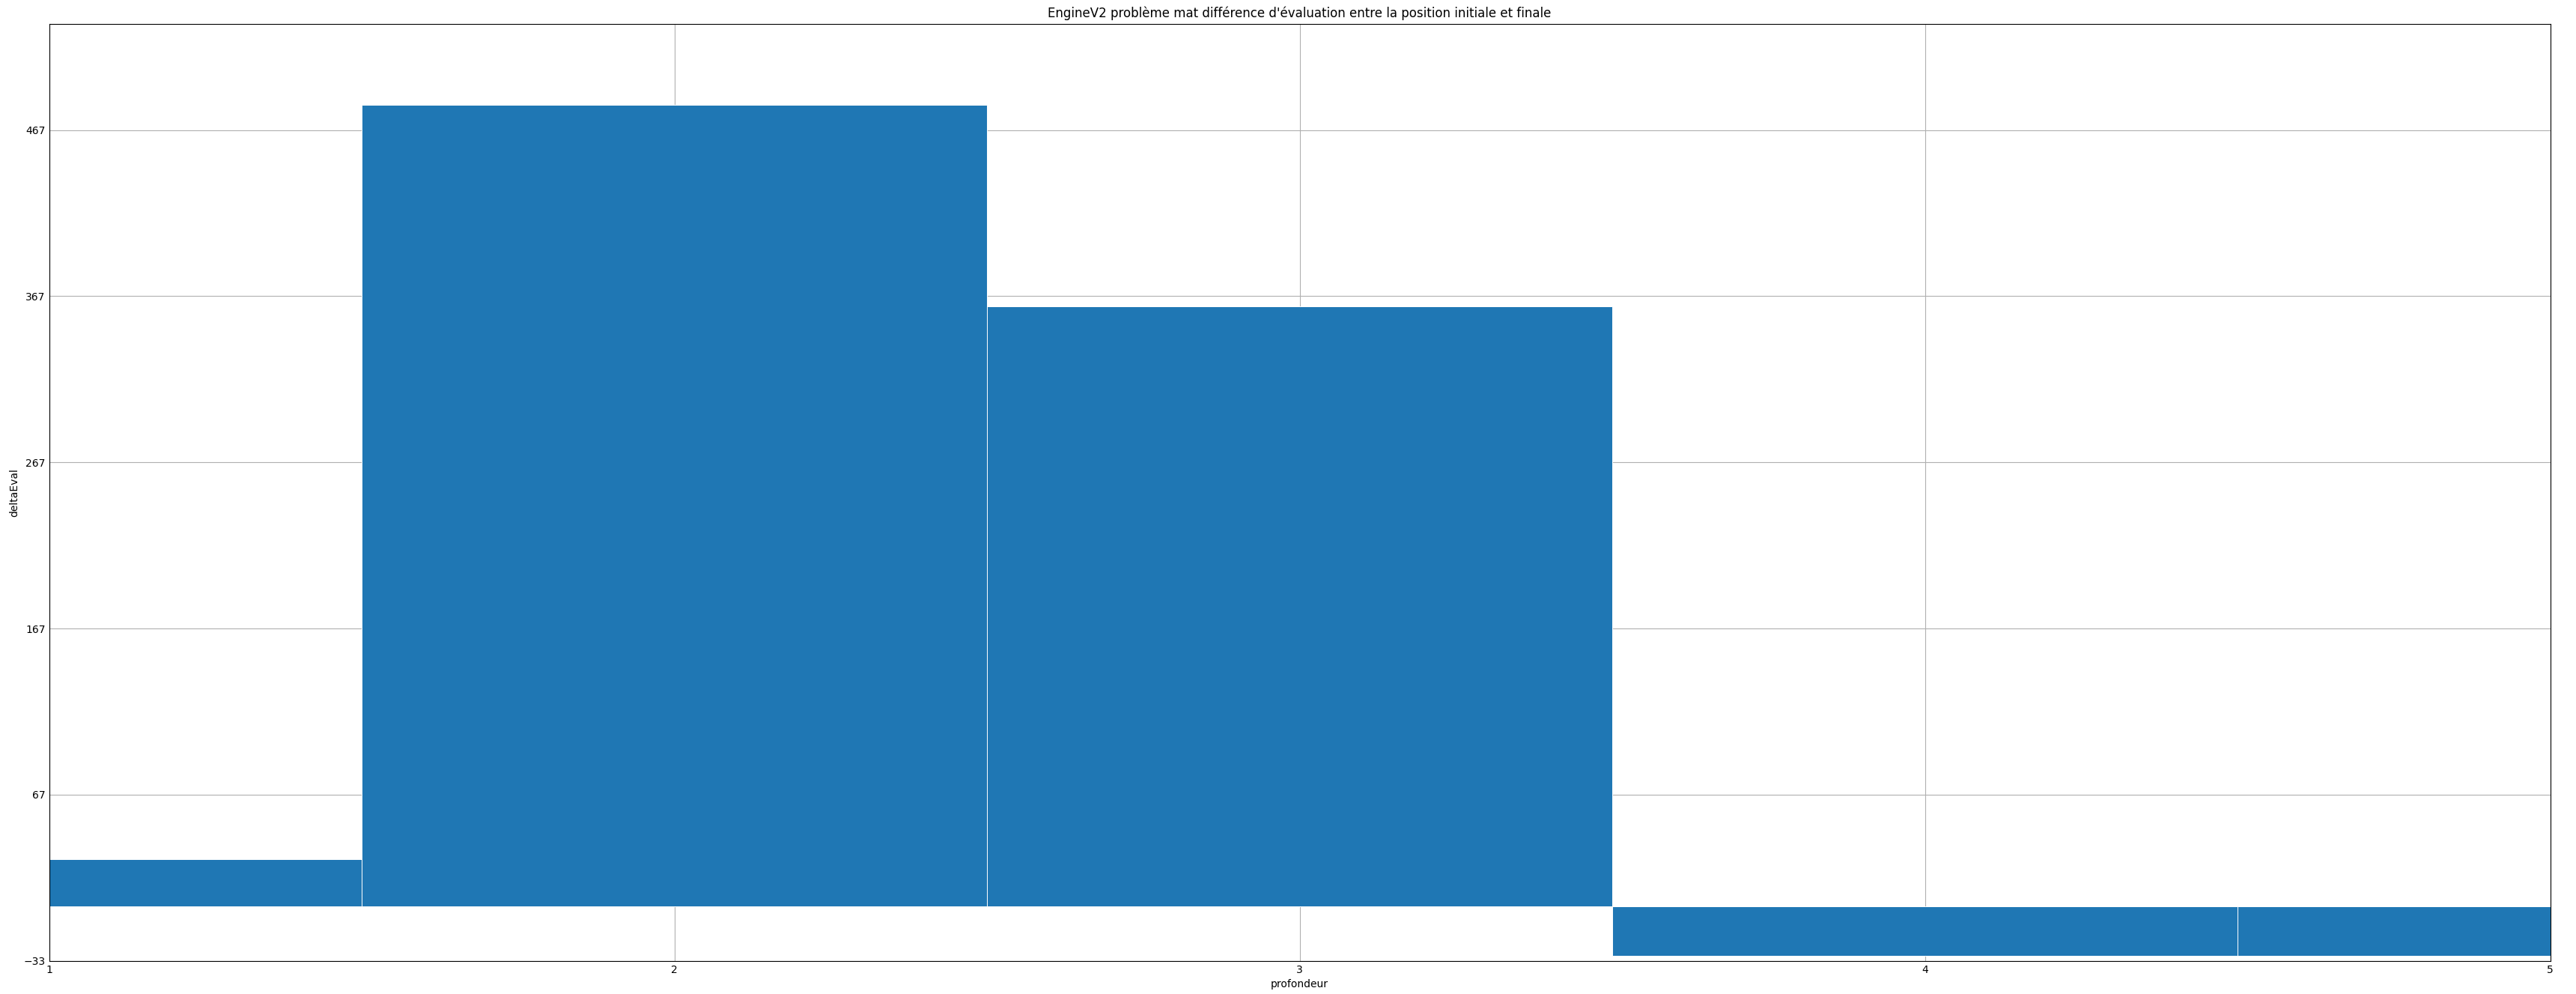 EngineV2 problème mat différence d'évaluation entre la position initiale et finale
deltaEval
467
367
267
167
67
−33
1 2 3 4 5
profondeur